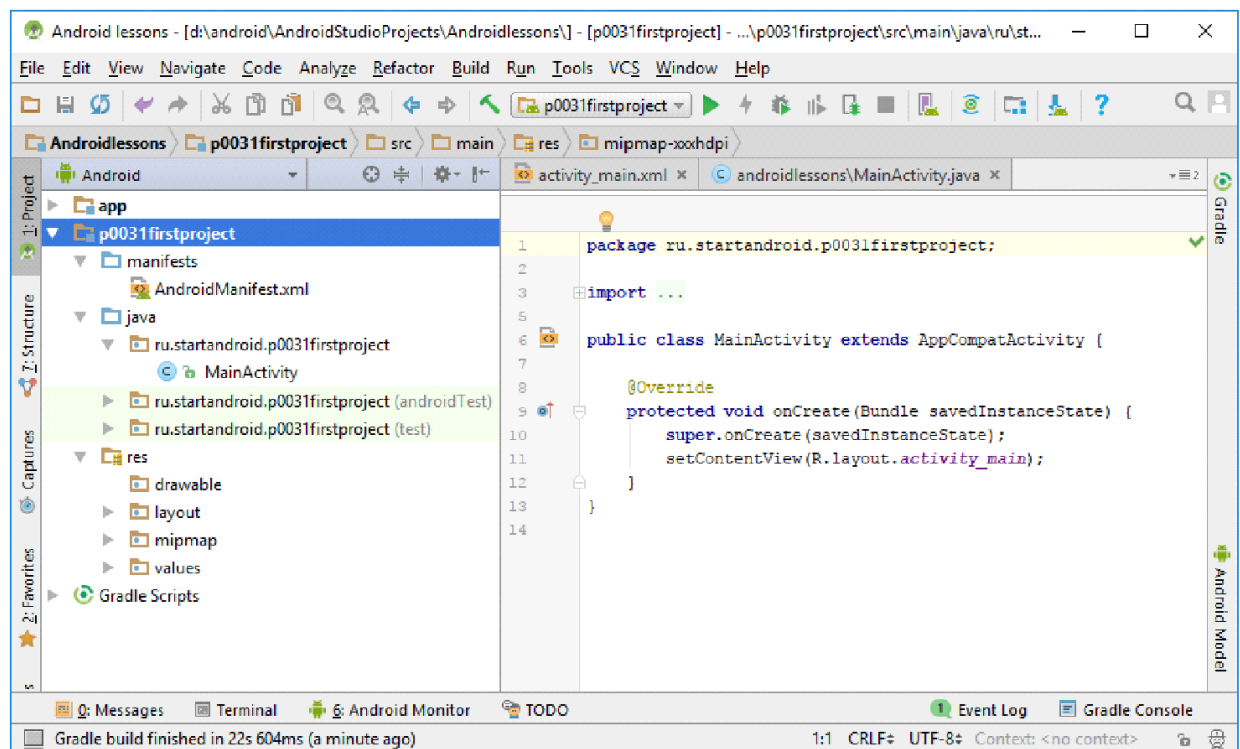 Android lessons - [d:\android\AndroidStudioProjects\Androidlessons\] - [p0031firstproject] - ...\p0031firstproject\src\main\java\ru\st...
File Edit View Navigate Code Analyze Refactor Build Run Tools VCS Window Help
p0031firstproject
Androidlessons p0031firstproject src main res mipmap-xxxhdpi
1: Project
7: Structure
Captures
2: Favorites
Android
app
p0031firstproject
manifests
AndroidManifest.xml
java
ru.startandroid.p0031firstproject
MainActivity
ru.startandroid.p0031firstproject (androidTest)
ru.startandroid.p0031firstproject (test)
res
drawable
layout
mipmap
values
Gradle Scripts
activity_main.xml androidlessons\MainActivity.java 2
1 package ru.startandroid.p0031firstproject;
2
3 import ...
5
6 public class MainActivity extends AppCompatActivity {
7
8 @Override
9 protected void onCreate(Bundle savedInstanceState) {
10 super.onCreate(savedInstanceState);
11 setContentView(R.layout.activity_main);
12 }
13 }
14
Gradle
Android Model
0: Messages Terminal 6: Android Monitor TODO 1 Event Log Gradle Console
Gradle build finished in 22s 604ms (a minute ago) 1:1 CRLF UTF-8 Context: <no context>